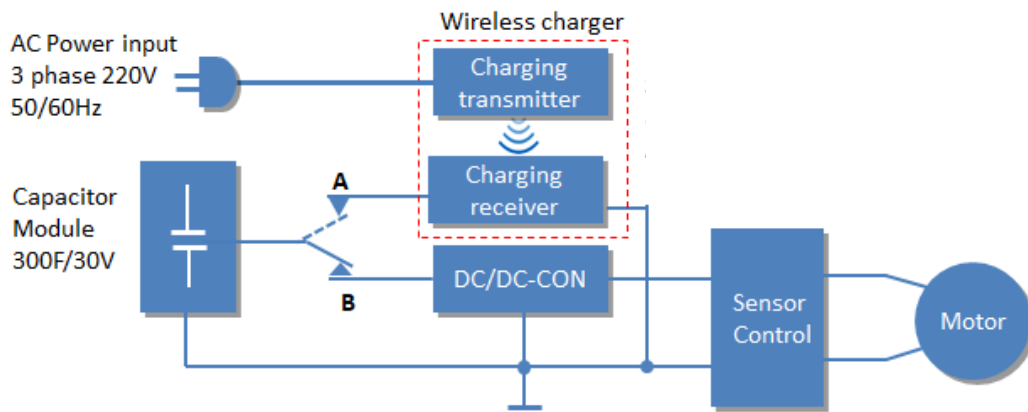 Wireless charger
AC Power input
3 phase 220V
50/60Hz
Charging
transmitter
Capacitor
Module
300F/30V
A
Charging
receiver
B
DC/DC-CON
Sensor
Control
Motor